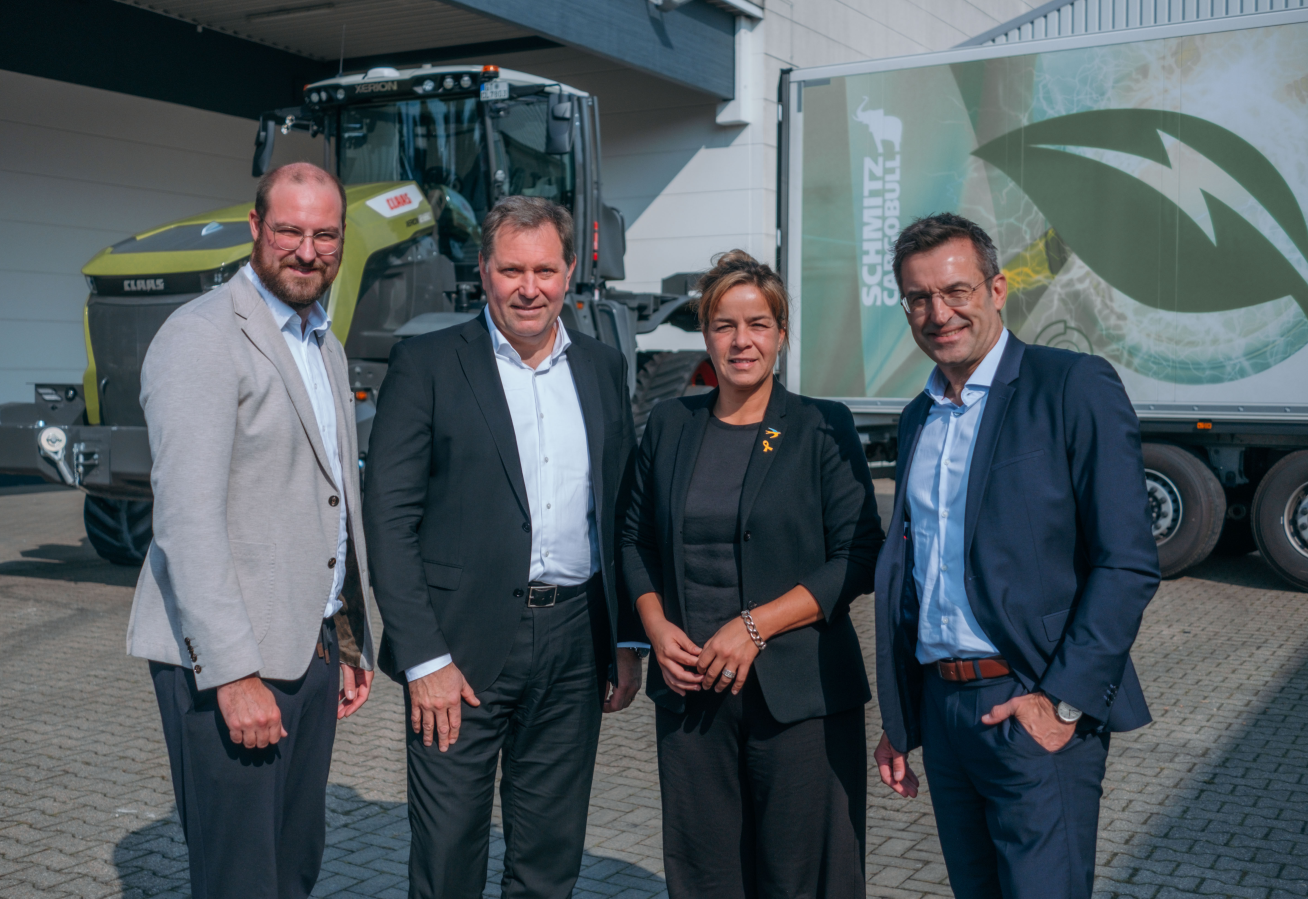 XERION
CLAAS
CLAAS
SCHMITZ
CARGOBULL